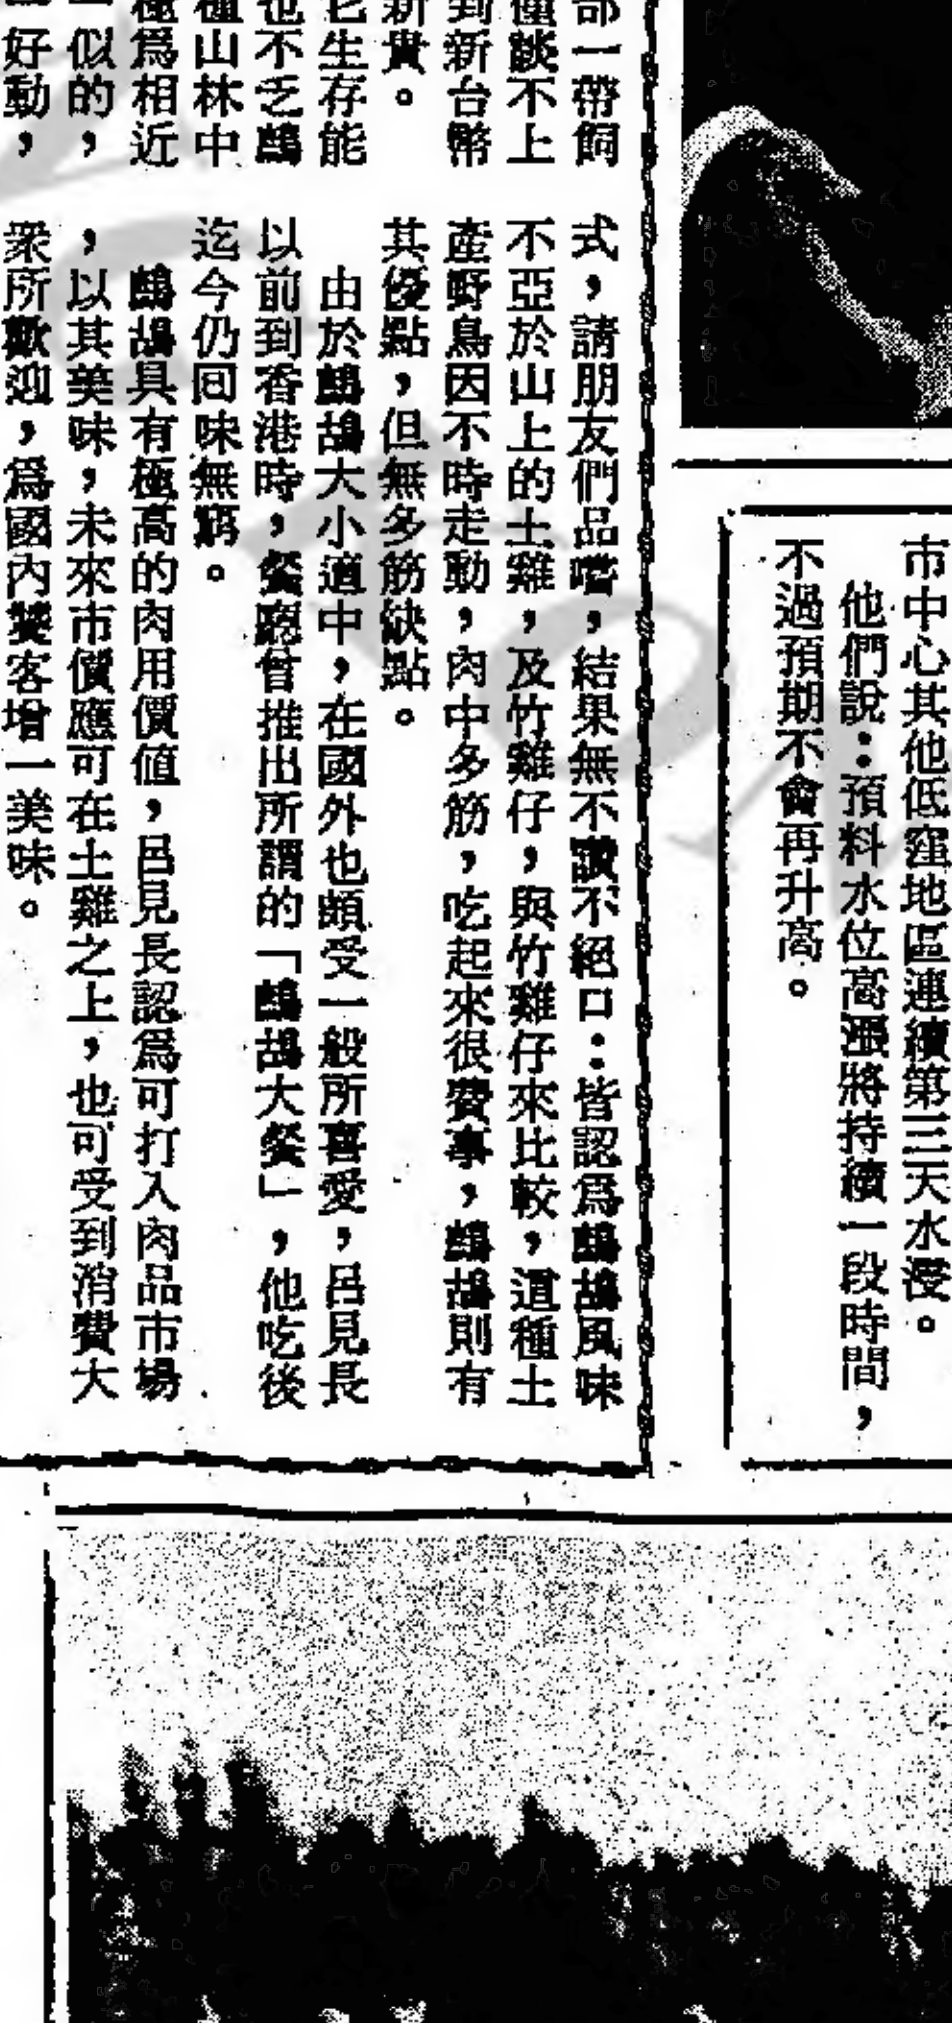 市中心其他低窪地區連續第三天水浸。
他們說：預料水位高漲將持續一段時間，
不過預期不會再升高。
部一帶飼
僅談不上
到新台幣
新貴。
它生存能
也不乏鷓
種山林中
極爲相近
似的，
好動，
式，請朋友們品嚐，結果無不讚不絕口：皆認爲鷓鴣風味
不亞於山上的土雞，及竹雞仔，與竹雞仔來比較，這種土
產野鳥因不時走動，肉中多筋，吃起來很費事，鷓鴣則有
其優點，但無多筋缺點。
由於鷓鴣大小適中，在國外也頗受一般所喜愛，呂見長
以前到香港時，餐廳曾推出所謂的「鷓鴣大餐」，他吃後
迄今仍回味無窮。
鷓鴣具有極高的肉用價値，呂見長認爲可打入肉品市場
，以其美味，未來市價應可在土雞之上，也可受到消費大
衆所歡迎，爲國內饕客增一美味。